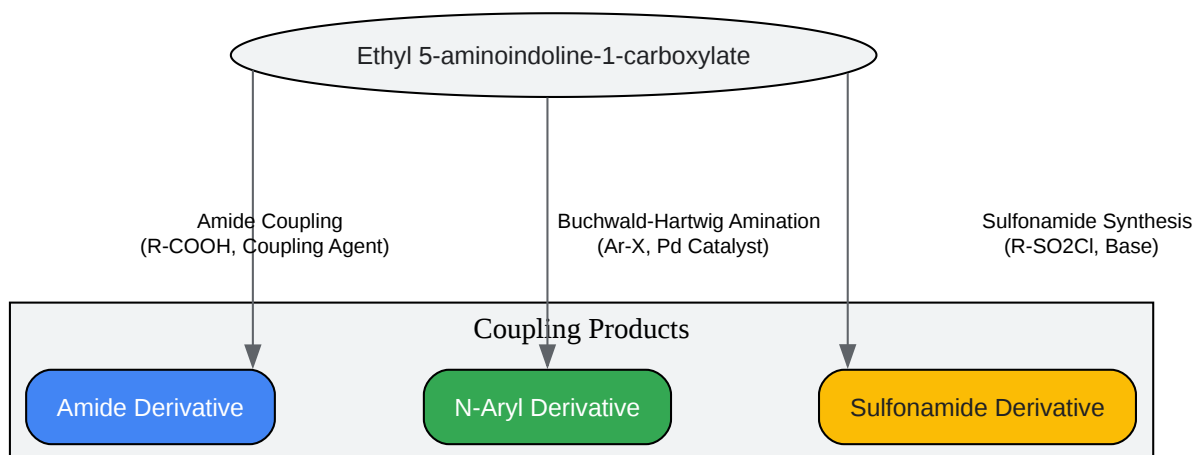 Ethyl 5-aminoindoline-1-carboxylate
Amide Coupling
(R-COOH, Coupling Agent)
Buchwald-Hartwig Amination
(Ar-X, Pd Catalyst)
Sulfonamide Synthesis
(R-SO2Cl, Base)
Coupling Products
Amide Derivative
N-Aryl Derivative
Sulfonamide Derivative